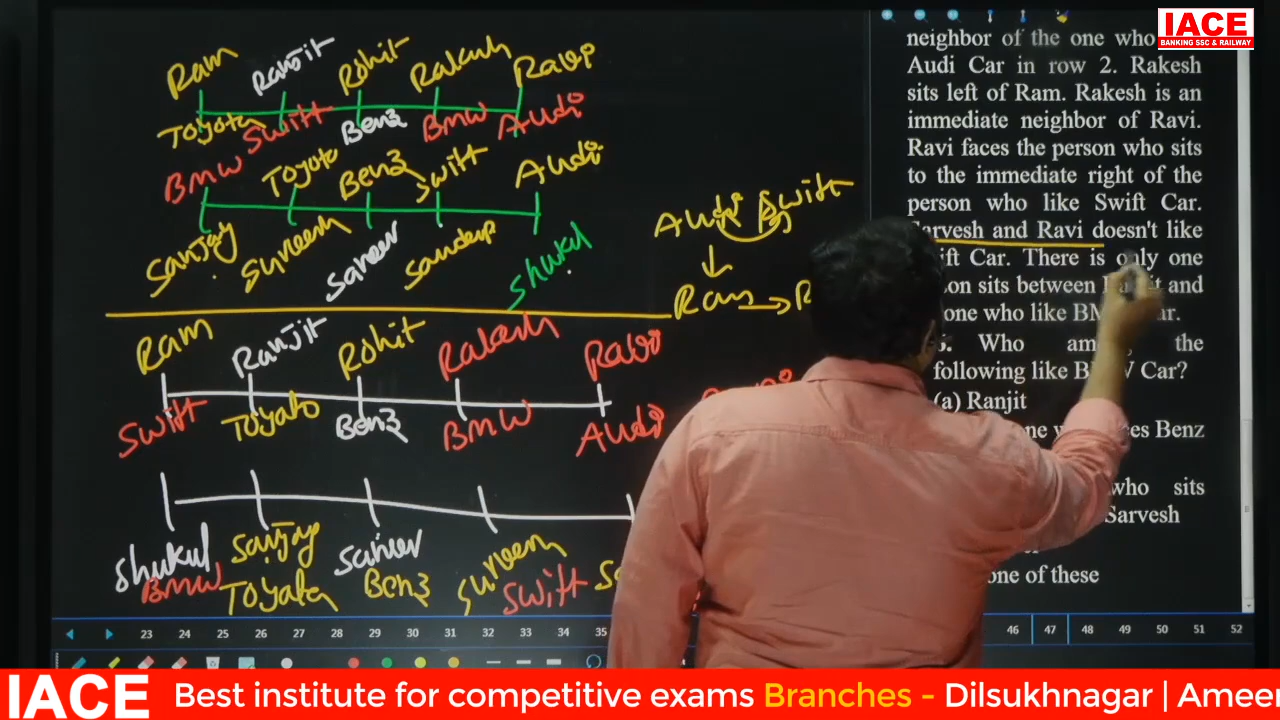 IACE
BANKING SSC & RAILWAY
Ram Ranjit Rohit Rakesh Ravi
Toyota Swift Benz BMW Audi
BMW Toyota Benz Swift Audi
Sanjay Sameer Sandeep Shukul
Audi Swift
Ram
Ram Ranjit Rohit Rakesh Ravi
Swift Toyato Benz BMW Audi
Shukul Sanjay Sameer
BMW Toyata Benz Swift
neighbor of the one who
Audi Car in row 2. Rakesh
sits left of Ram. Rakesh is an
immediate neighbor of Ravi.
Ravi faces the person who sits
to the immediate right of the
person who like Swift Car.
Sarvesh and Ravi doesn't like
ift Car. There is only one
on sits between and
one who like BM ar.
Who the
following like B Car?
(a) Ranjit
ne Benz
who sits
Sarvesh
one of these
23 24 25 26 27 28 29 30 31 32 33 34 35 46 47 48 49 50 51 52
IACE Best institute for competitive exams Branches - Dilsukhnagar | Ameer